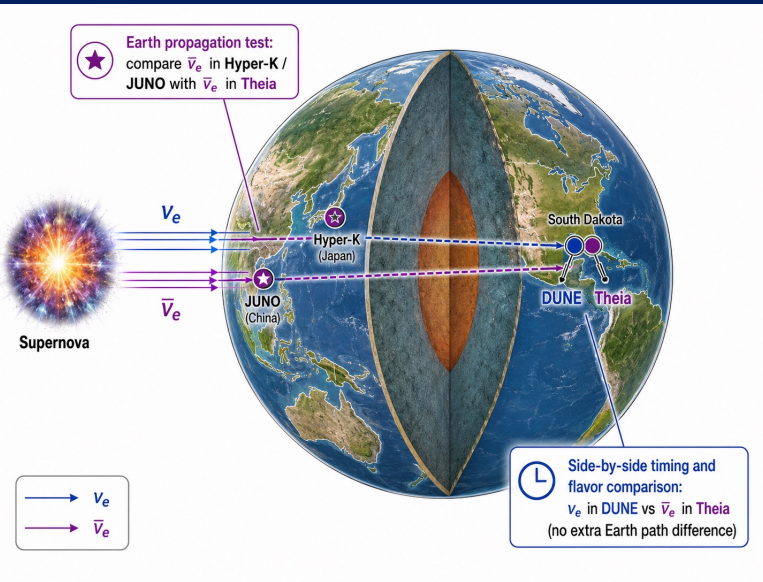 Earth propagation test:
compare ν̅ₑ in Hyper-K /
JUNO with ν̅ₑ in Theia
νₑ
ν̅ₑ
Supernova
Hyper-K
(Japan)
JUNO
(China)
South Dakota
DUNE Theia
Side-by-side timing and
flavor comparison:
νₑ in DUNE vs ν̅ₑ in Theia
(no extra Earth path difference)
νₑ
ν̅ₑ